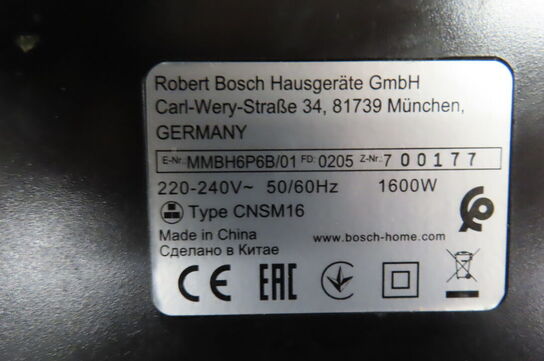 Robert Bosch Hausgeräte GmbH
Carl-Wery-Straße 34, 81739 München,
GERMANY
E-Nr. MMBH6P6B/01 FD: 0205 Z-Nr. 700177
220-240V~ 50/60Hz 1600W
Type CNSM16
Made in China
Сделано в Китае
www.bosch-home.com
CE EAC